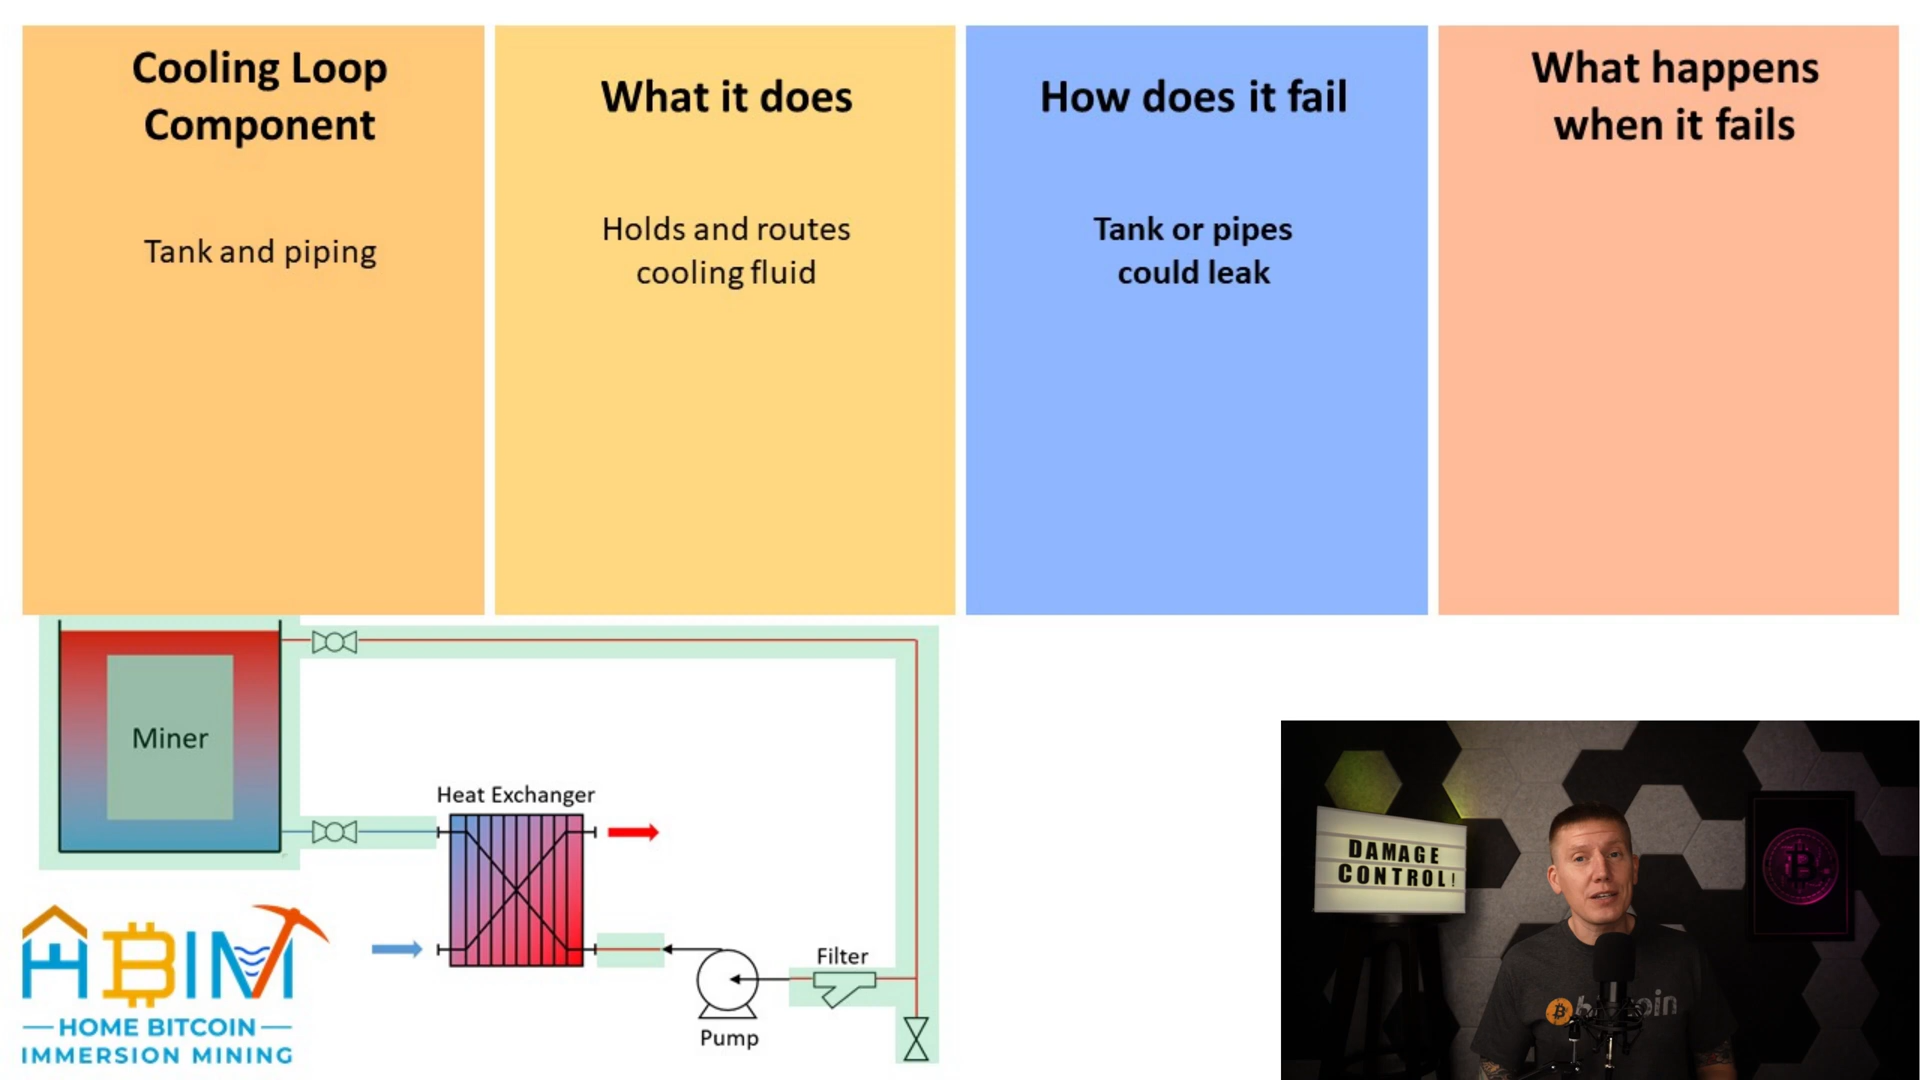 Cooling Loop
Component
What it does
How does it fail
What happens
when it fails
Tank and piping
Holds and routes
cooling fluid
Tank or pipes
could leak
Miner
Heat Exchanger
Filter
Pump
HBIM
HOME BITCOIN
IMMERSION MINING
DAMAGE
CONTROL!